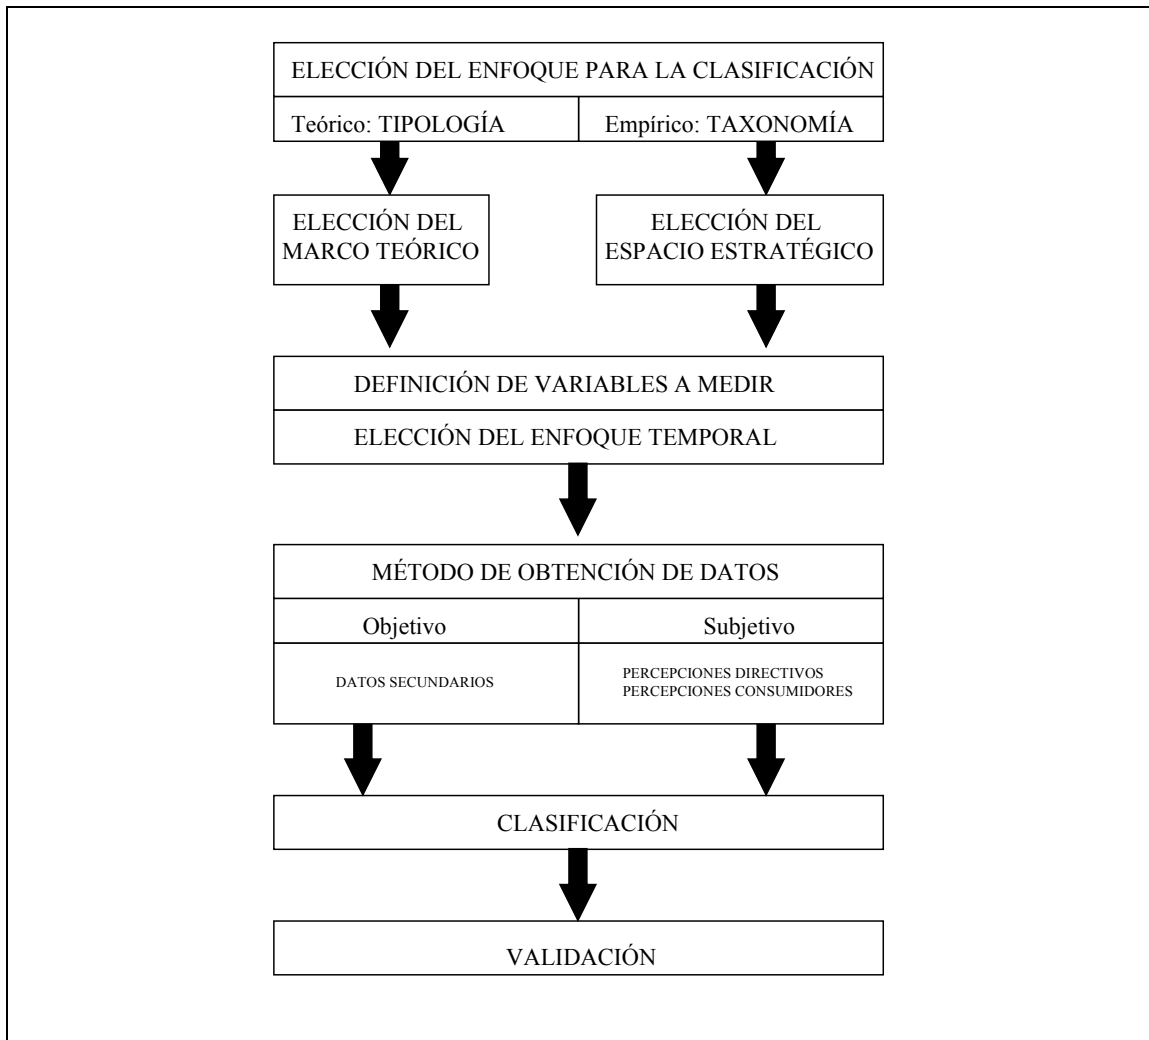 ELECCIÓN DEL ENFOQUE PARA LA CLASIFICACIÓN
Teórico: TIPOLOGÍA
Empírico: TAXONOMÍA
ELECCIÓN DEL
MARCO TEÓRICO
ELECCIÓN DEL
ESPACIO ESTRATÉGICO
DEFINICIÓN DE VARIABLES A MEDIR
ELECCIÓN DEL ENFOQUE TEMPORAL
MÉTODO DE OBTENCIÓN DE DATOS
Objetivo
Subjetivo
DATOS SECUNDARIOS
PERCEPCIONES DIRECTIVOS
PERCEPCIONES CONSUMIDORES
CLASIFICACIÓN
VALIDACIÓN